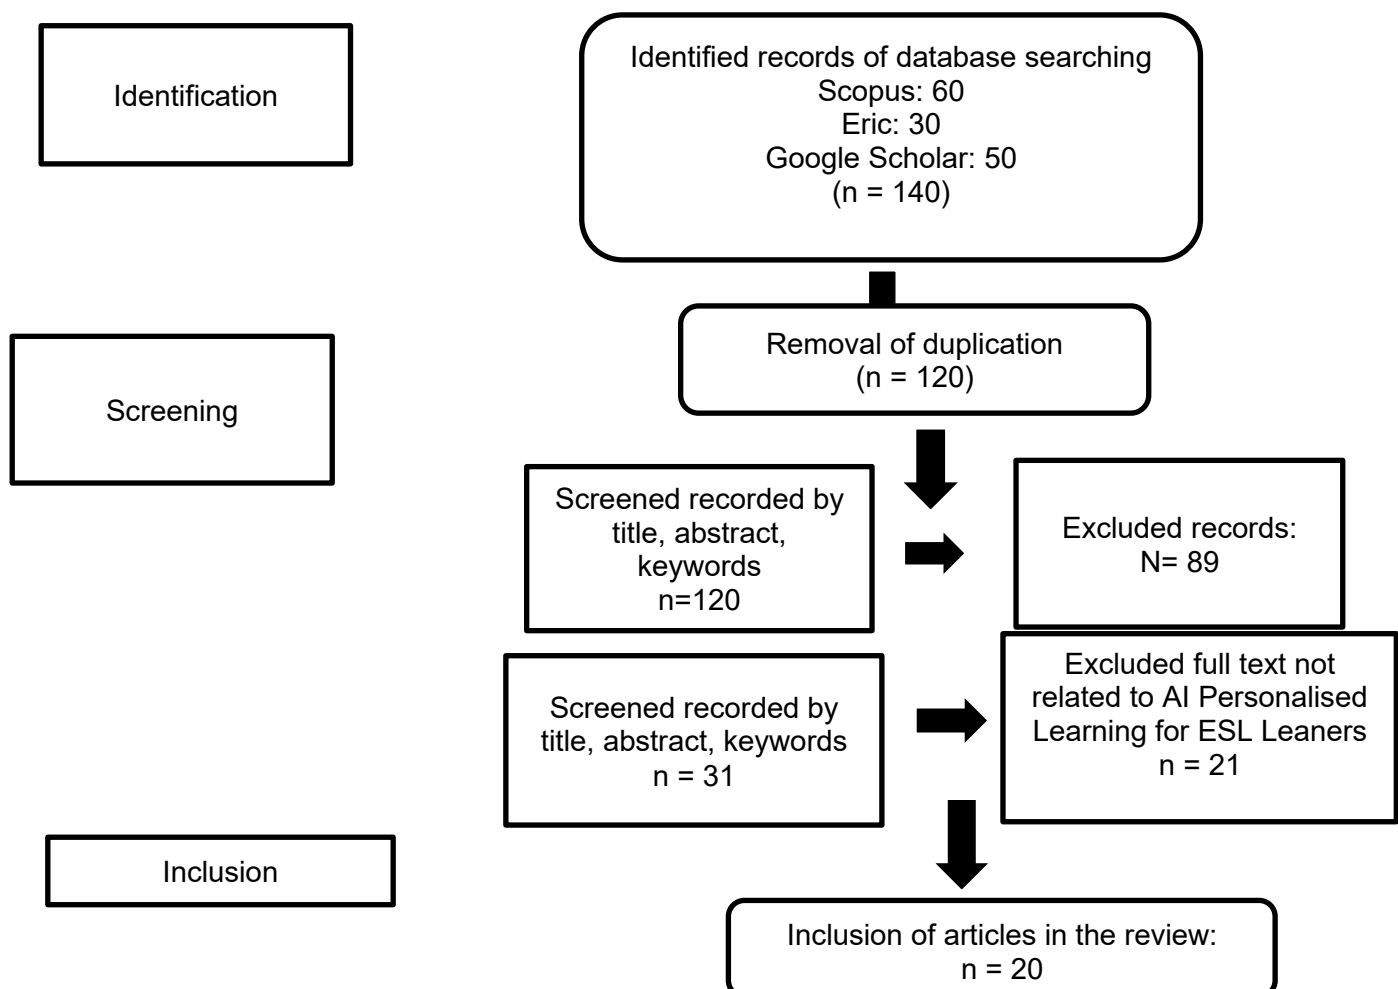 Identification
Identified records of database searching
Scopus: 60
Eric: 30
Google Scholar: 50
(n = 140)
Screening
Removal of duplication
(n = 120)
Screened recorded by
title, abstract,
keywords
n=120
Excluded records:
N= 89
Screened recorded by
title, abstract, keywords
n = 31
Excluded full text not
related to AI Personalised
Learning for ESL Leaners
n = 21
Inclusion
Inclusion of articles in the review:
n = 20